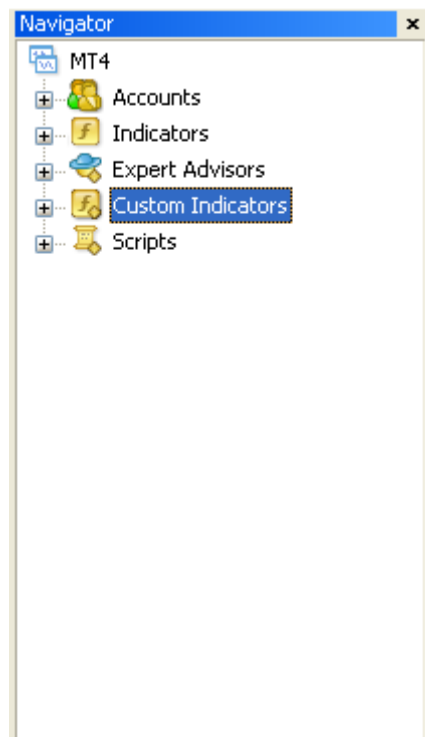 Navigator
MT4
Accounts
Indicators
Expert Advisors
Custom Indicators
Scripts